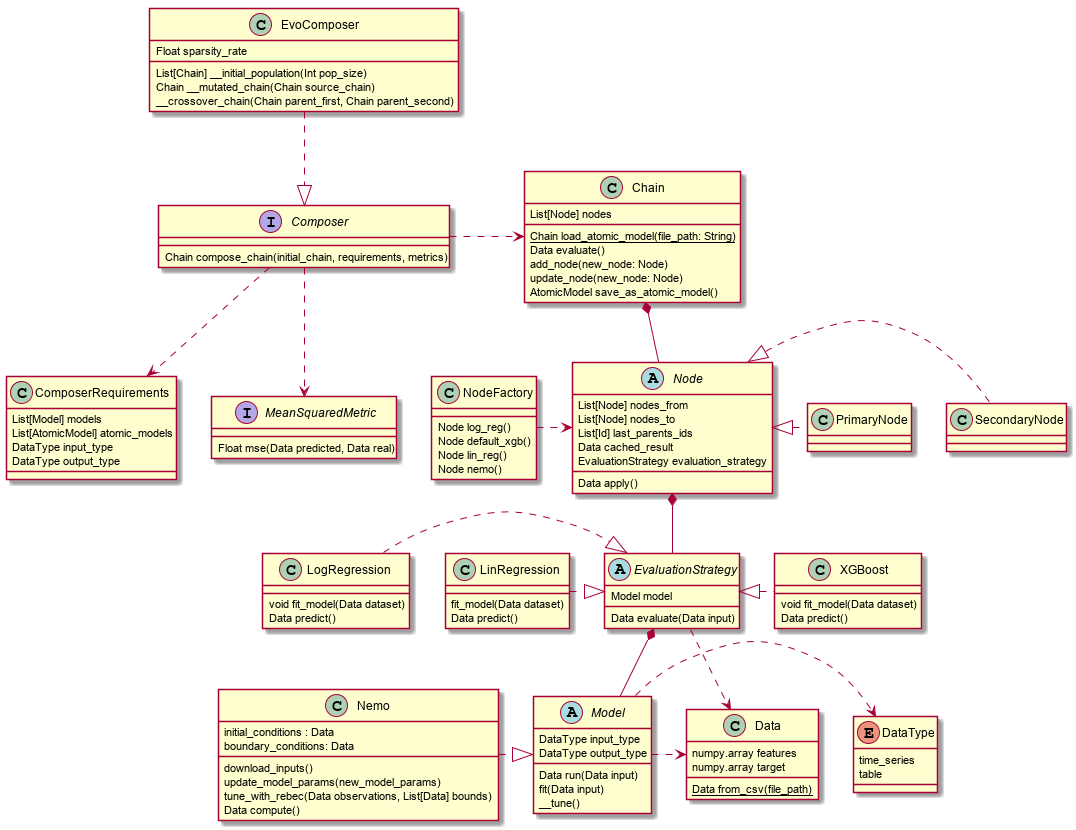 C EvoComposer
Float sparsity_rate
List[Chain] __initial_population(Int pop_size)
Chain __mutated_chain(Chain source_chain)
__crossover_chain(Chain parent_first, Chain parent_second)
C Chain
List[Node] nodes
Chain load_atomic_model(file_path: String)
Data evaluate()
add_node(new_node: Node)
update_node(new_node: Node)
AtomicModel save_as_atomic_model()
I Composer
Chain compose_chain(initial_chain, requirements, metrics)
C ComposerRequirements
List[Model] models
List[AtomicModel] atomic_models
DataType input_type
DataType output_type
I MeanSquaredMetric
Float mse(Data predicted, Data real)
C NodeFactory
Node log_reg()
Node default_xgb()
Node lin_reg()
Node nemo()
A Node
List[Node] nodes_from
List[Node] nodes_to
List[Id] last_parents_ids
Data cached_result
EvaluationStrategy evaluation_strategy
Data apply()
C PrimaryNode
C SecondaryNode
C LogRegression
void fit_model(Data dataset)
Data predict()
C LinRegression
fit_model(Data dataset)
Data predict()
A EvaluationStrategy
Model model
Data evaluate(Data input)
C XGBoost
void fit_model(Data dataset)
Data predict()
C Nemo
initial_conditions : Data
boundary_conditions: Data
download_inputs()
update_model_params(new_model_params)
tune_with_rebec(Data observations, List[Data] bounds)
Data compute()
A Model
DataType input_type
DataType output_type
Data run(Data input)
fit(Data input)
__tune()
C Data
numpy.array features
numpy.array target
Data from_csv(file_path)
E DataType
time_series
table